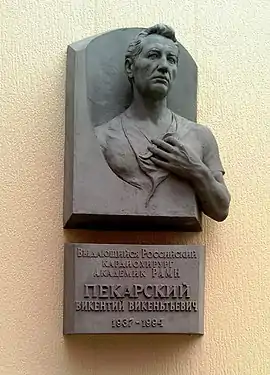 Выдающийся Российский
кардиохирург
академик РАМН
ПЕКАРСКИЙ
ВИКЕНТИЙ ВИКЕНТЬЕВИЧ
1937-1994